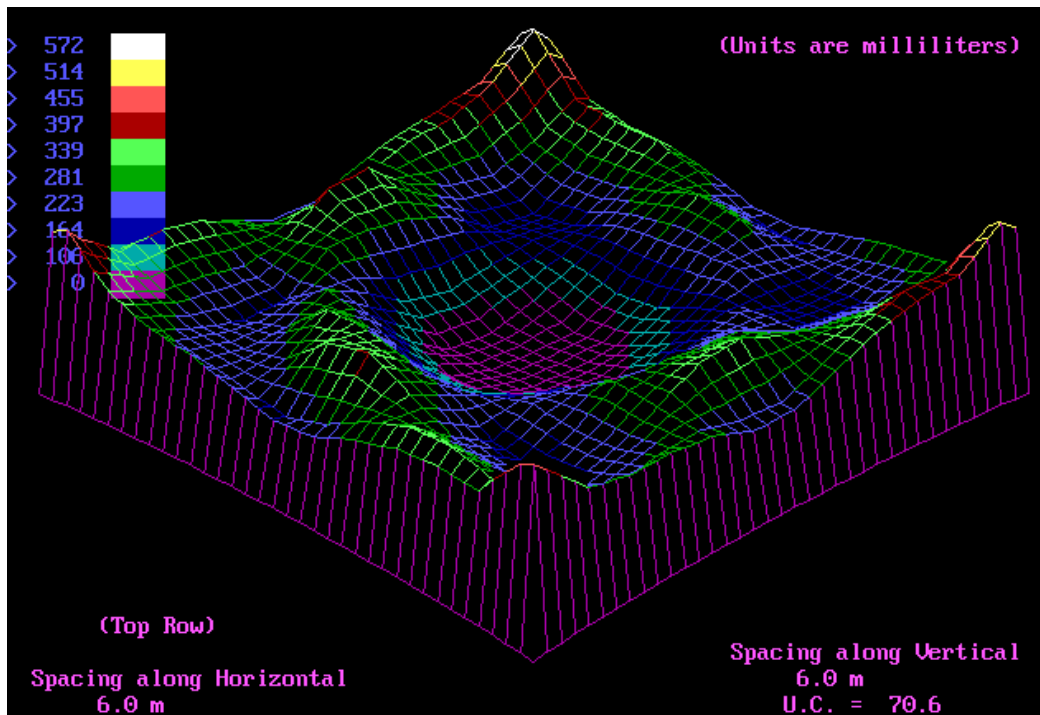 > 572
(Units are milliliters)
> 514
> 455
> 397
> 339
> 281
> 223
> 164
> 106
> 0
(Top Row)
Spacing along Horizontal
6.0 m
Spacing along Vertical
6.0 m
U.C. = 70.6